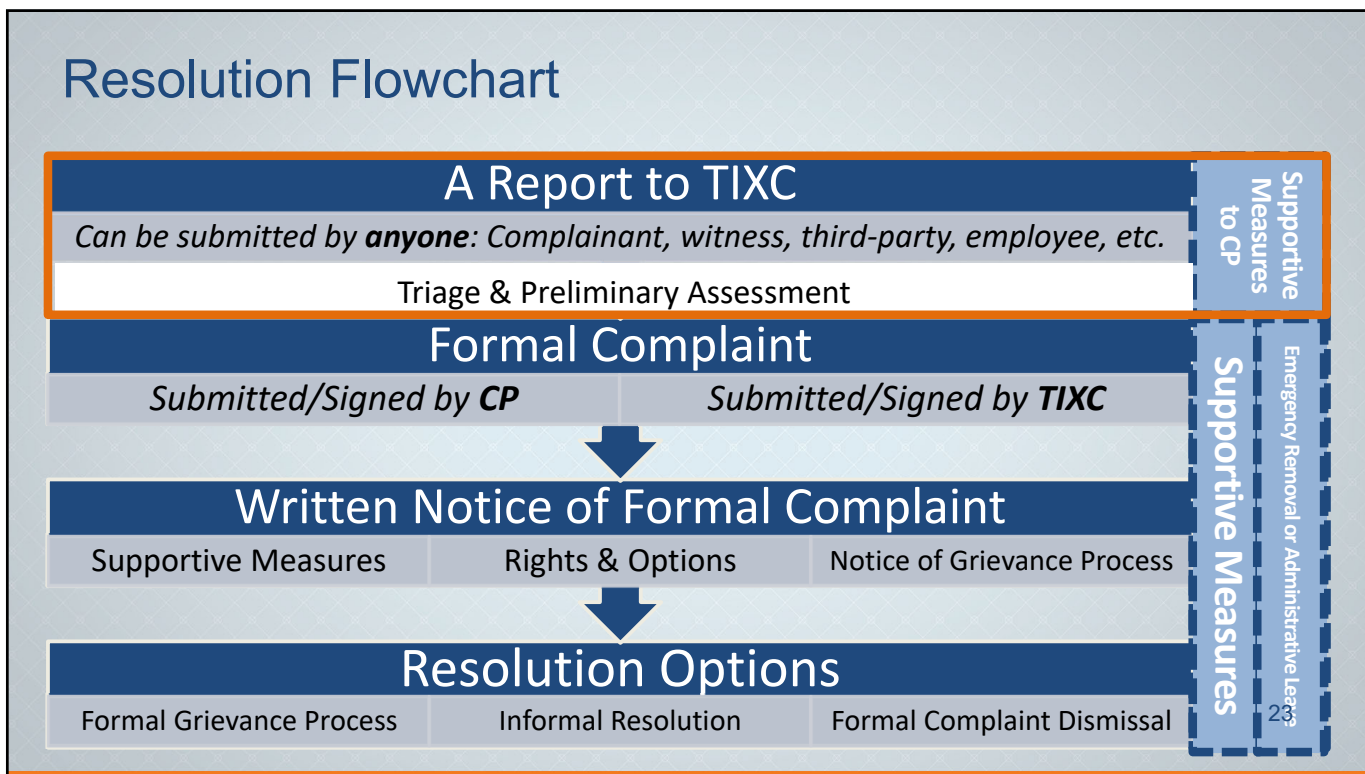 Resolution Flowchart
A Report to TIXC
Can be submitted by anyone: Complainant, witness, third-party, employee, etc.
Triage & Preliminary Assessment
Supportive
Measures
to CP
Formal Complaint
Submitted/Signed by CP
Submitted/Signed by TIXC
Written Notice of Formal Complaint
Supportive Measures
Rights & Options
Notice of Grievance Process
Resolution Options
Formal Grievance Process
Informal Resolution
Formal Complaint Dismissal
Supportive Measures
Emergency Removal or Administrative Leave
23